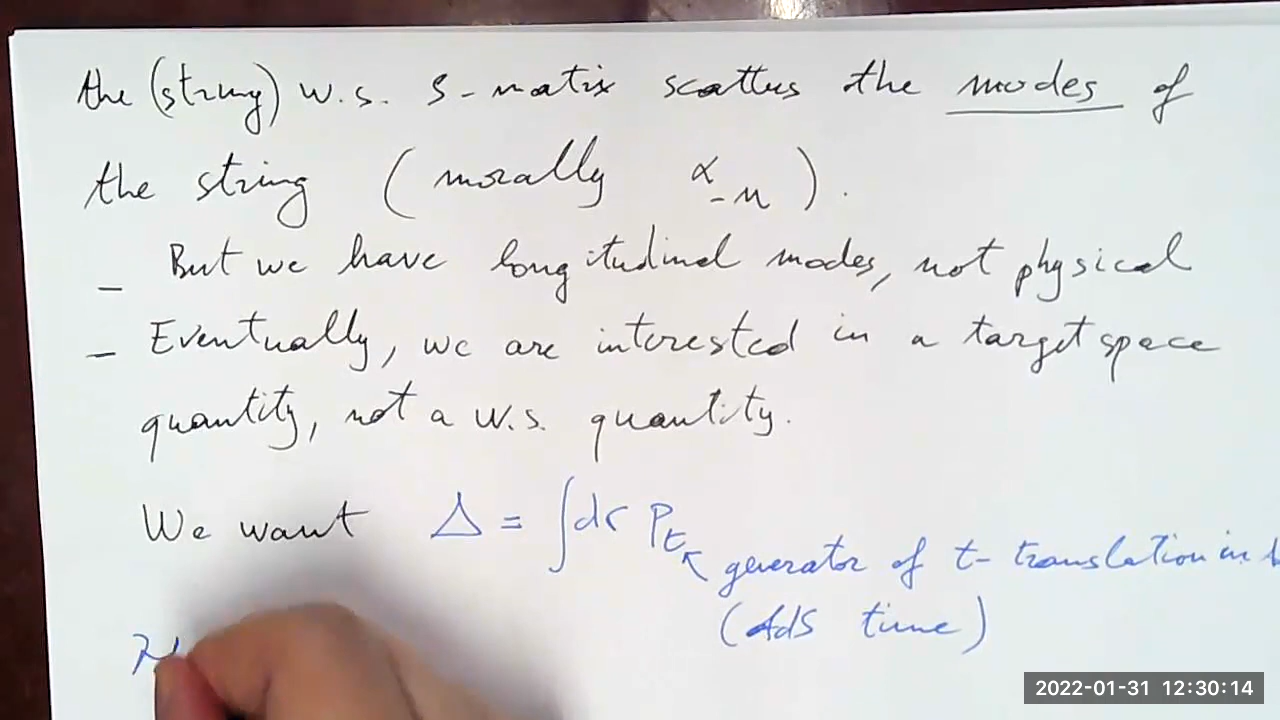 the (string) w.s. S-matrix scatters the modes of
the string (morally α_-n).
– But we have longitudinal modes, not physical
– Eventually, we are interested in a target space
quantity, not a w.s. quantity.
We want Δ = ∫dσ P_t
generator of t-translation in
(AdS time)
2022-01-31 12:30:14